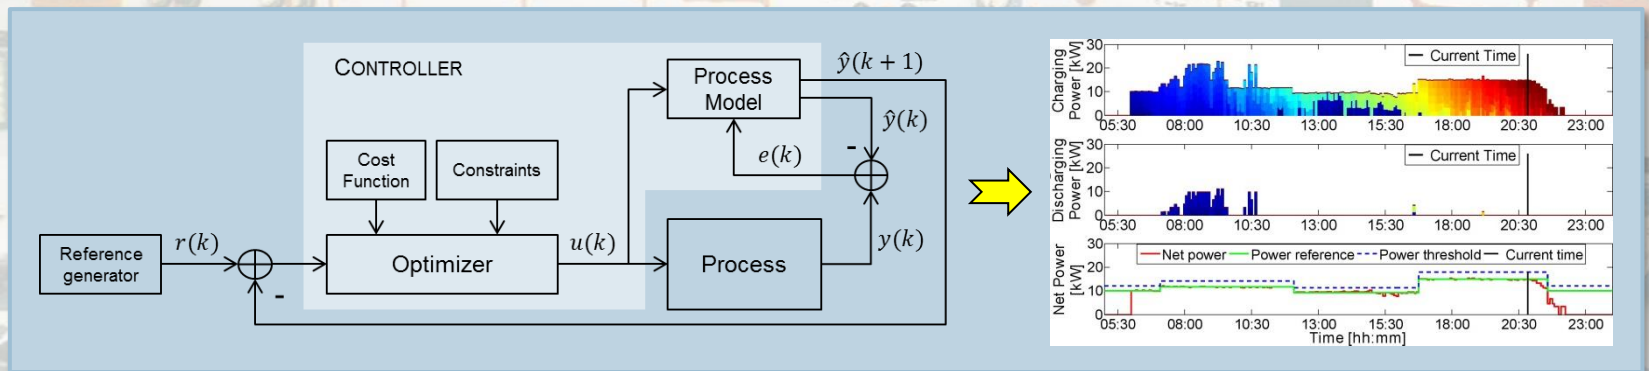 CONTROLLER
Process
Model
ŷ(k + 1)
ŷ(k)
-
e(k)
Cost
Function
Constraints
Reference
generator
r(k)
-
Optimizer
u(k)
Process
y(k)
Charging
Power [kW]
30
20
10
0
Current Time
05:30 08:00 10:30 13:00 15:30 18:00 20:30 23:00
Discharging
Power [kW]
30
20
10
0
Current Time
05:30 08:00 10:30 13:00 15:30 18:00 20:30 23:00
Net Power
[kW]
30
20
10
0
Net power Power reference Power threshold Current time
05:30 08:00 10:30 13:00 15:30 18:00 20:30 23:00
Time [hh:mm]